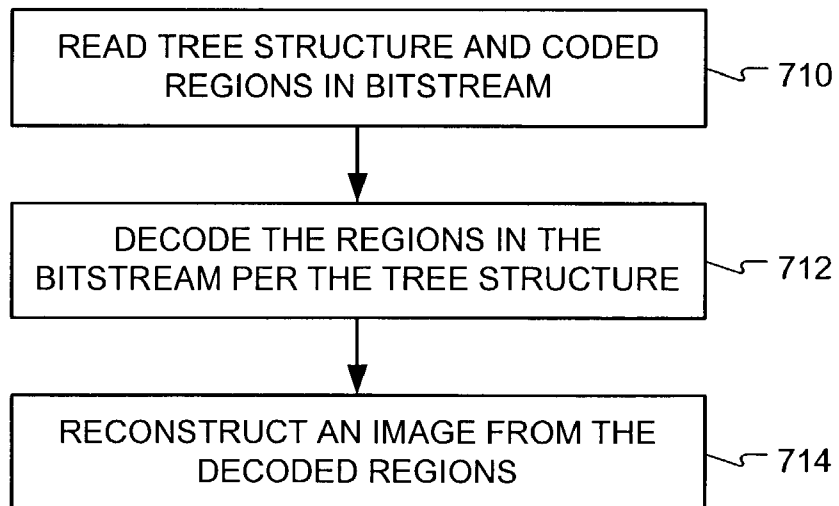 READ TREE STRUCTURE AND CODED
REGIONS IN BITSTREAM
710
DECODE THE REGIONS IN THE
BITSTREAM PER THE TREE STRUCTURE
712
RECONSTRUCT AN IMAGE FROM THE
DECODED REGIONS
714